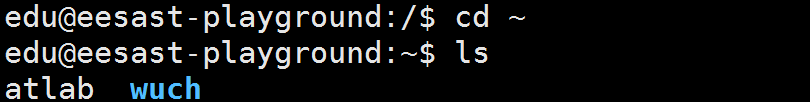 edu@eesast-playground:/$ cd ~
edu@eesast-playground:~$ ls
atlab  wuch